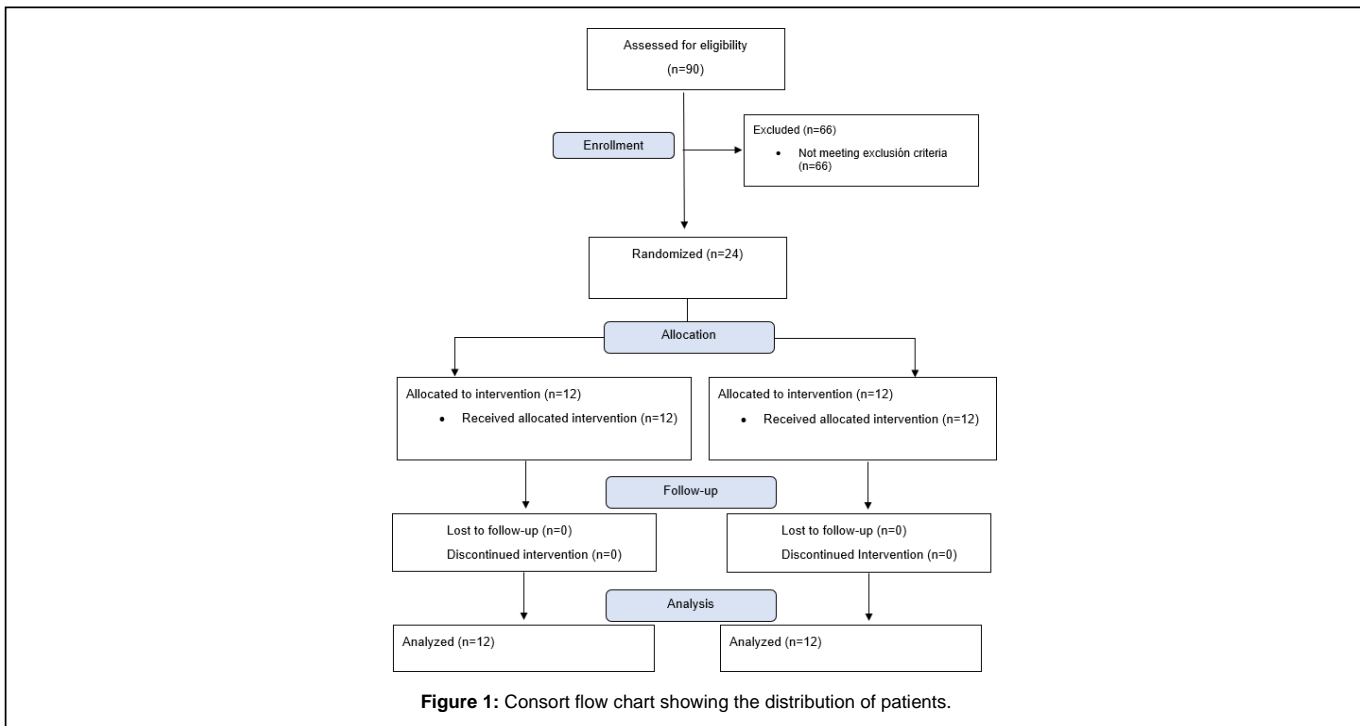 Assessed for eligibility
(n=90)
Enrollment
Excluded (n=66)
• Not meeting exclusión criteria
(n=66)
Randomized (n=24)
Allocation
Allocated to intervention (n=12)
• Received allocated intervention (n=12)
Allocated to intervention (n=12)
• Received allocated intervention (n=12)
Follow-up
Lost to follow-up (n=0)
Discontinued intervention (n=0)
Lost to follow-up (n=0)
Discontinued Intervention (n=0)
Analysis
Analyzed (n=12)
Analyzed (n=12)
Figure 1: Consort flow chart showing the distribution of patients.